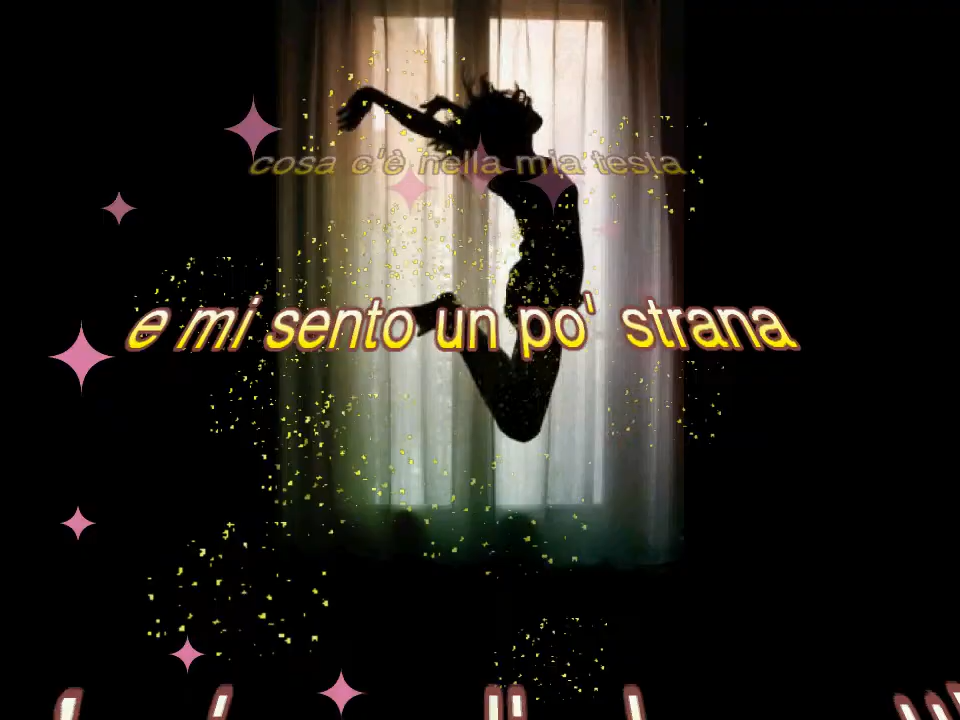 cosa c'è nella mia testa
e mi sento un po' strana